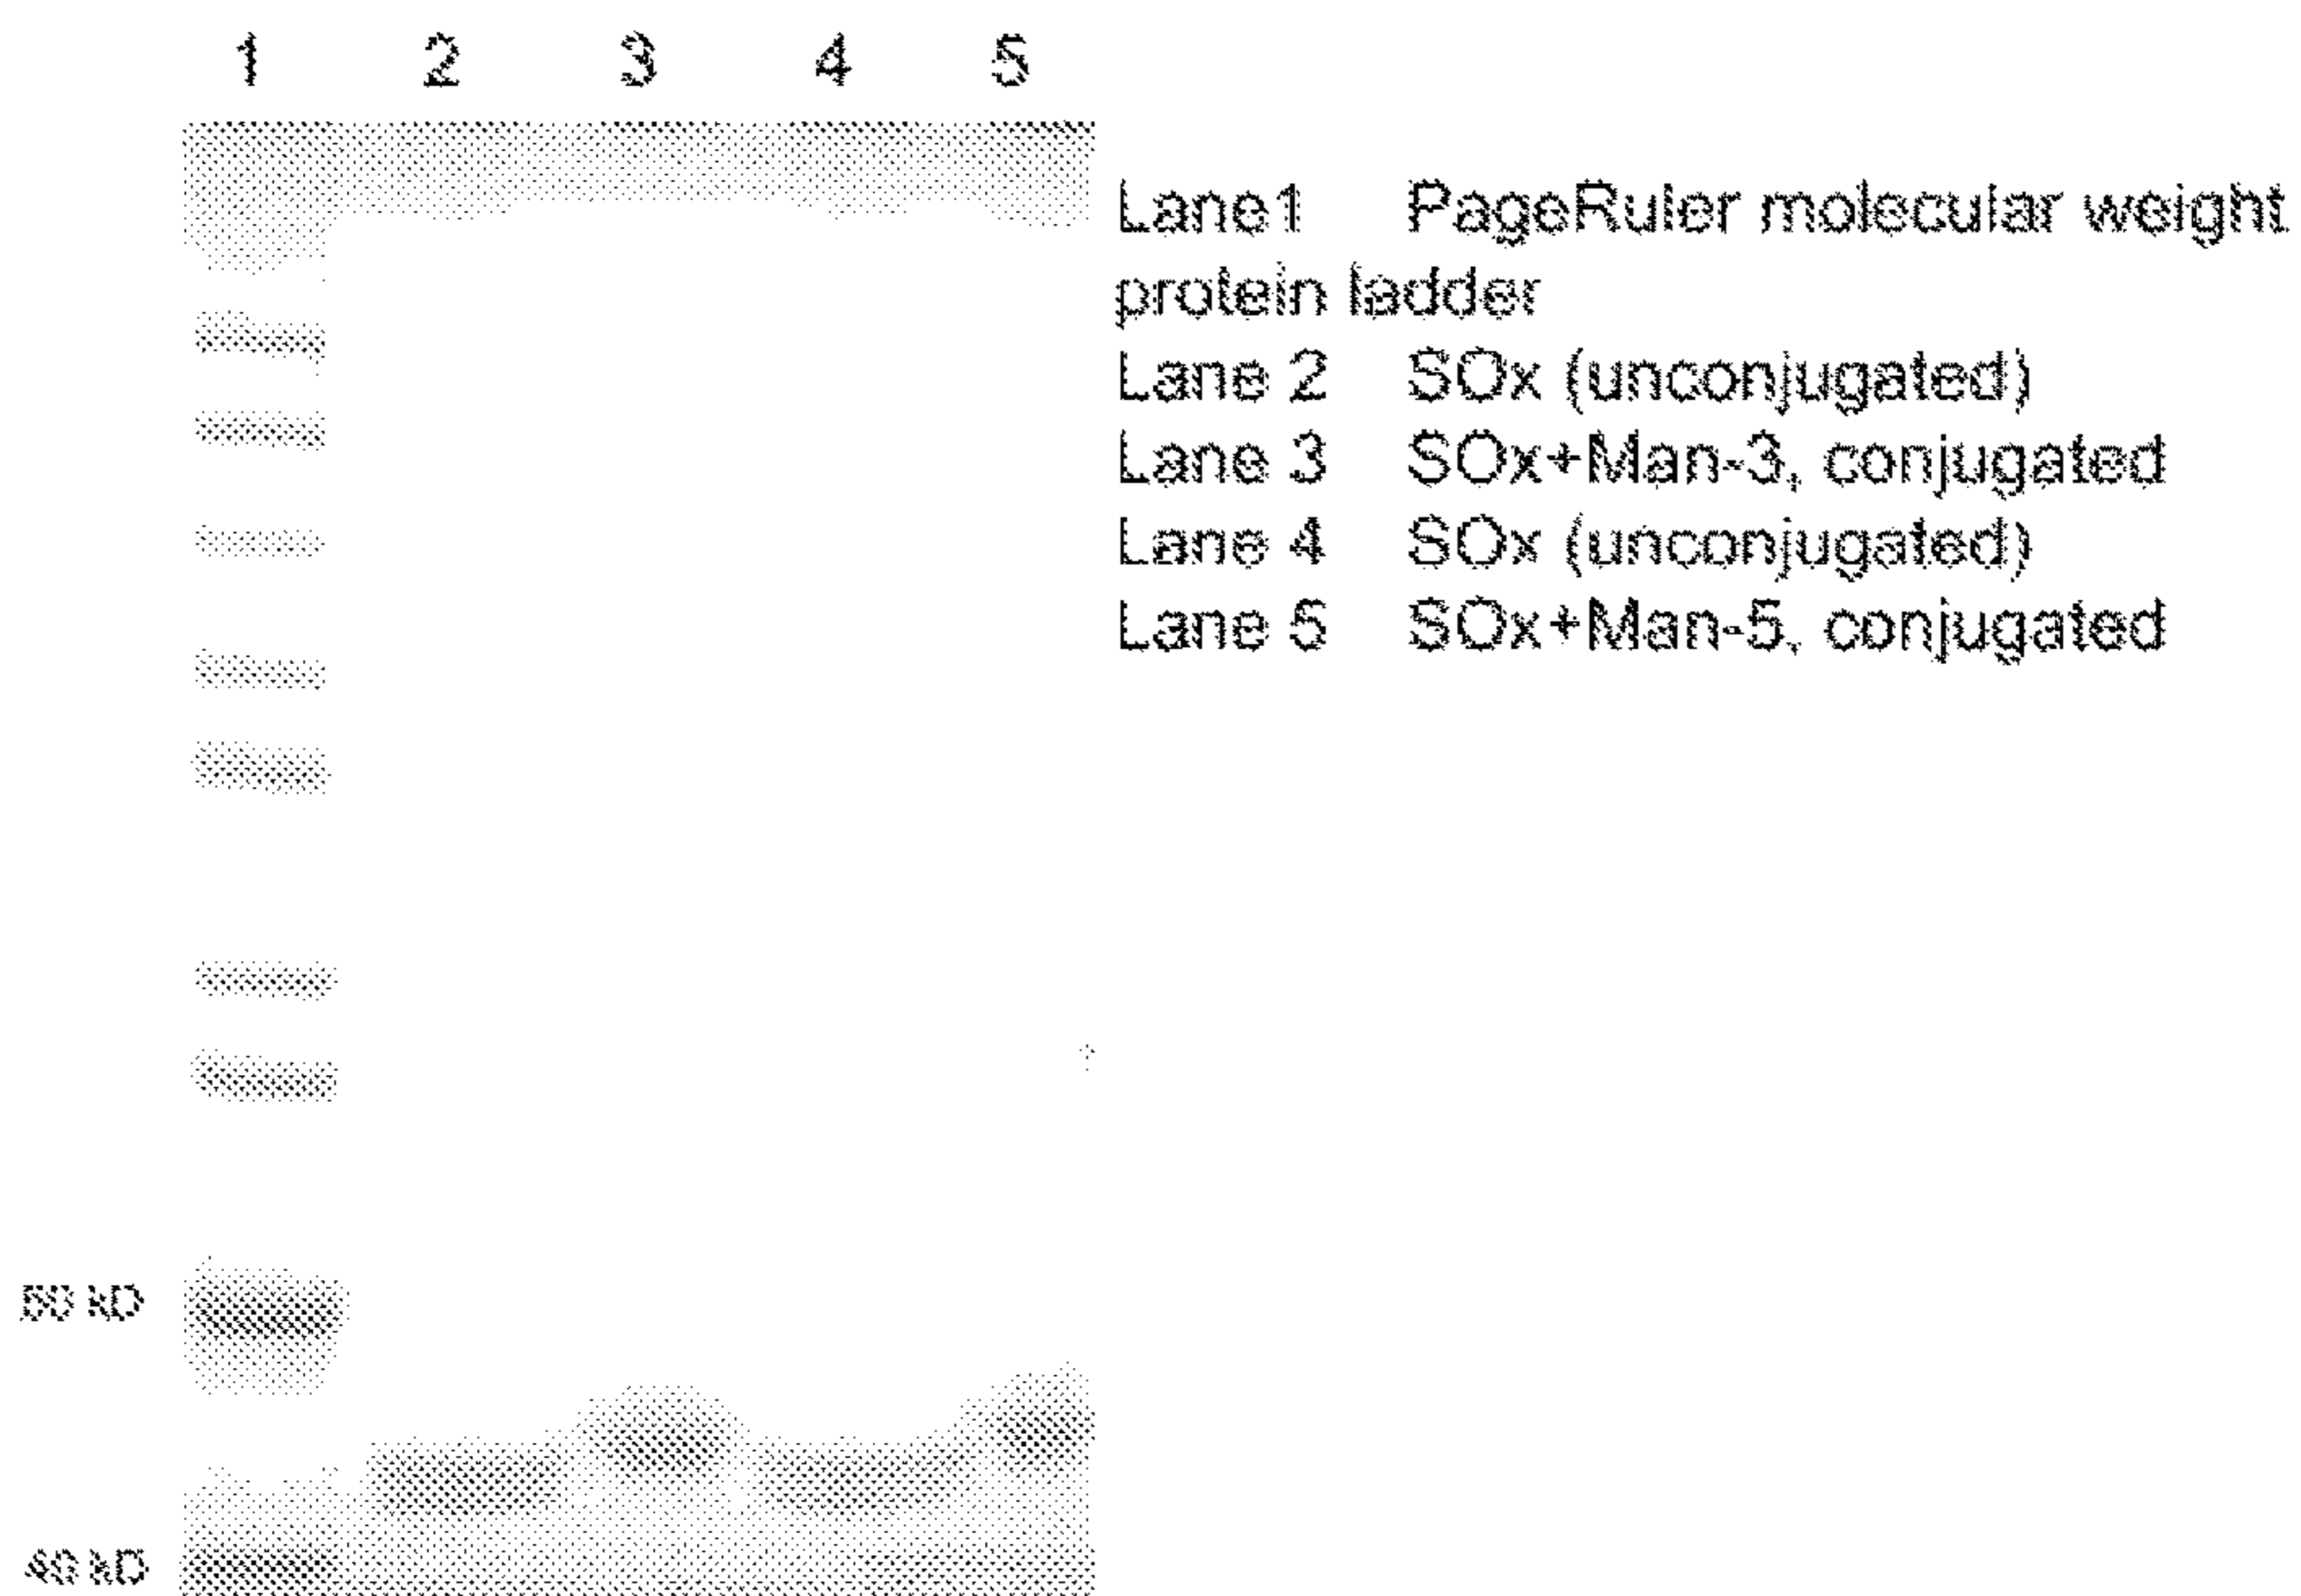 1 2 3 4 5
Lane1 PageRuler molecular weight
protein ladder
Lane 2 SOx (unconjugated)
Lane 3 SOx+Man-3, conjugated
Lane 4 SOx (unconjugated)
Lane 5 SOx+Man-5, conjugated
kD
40 kD